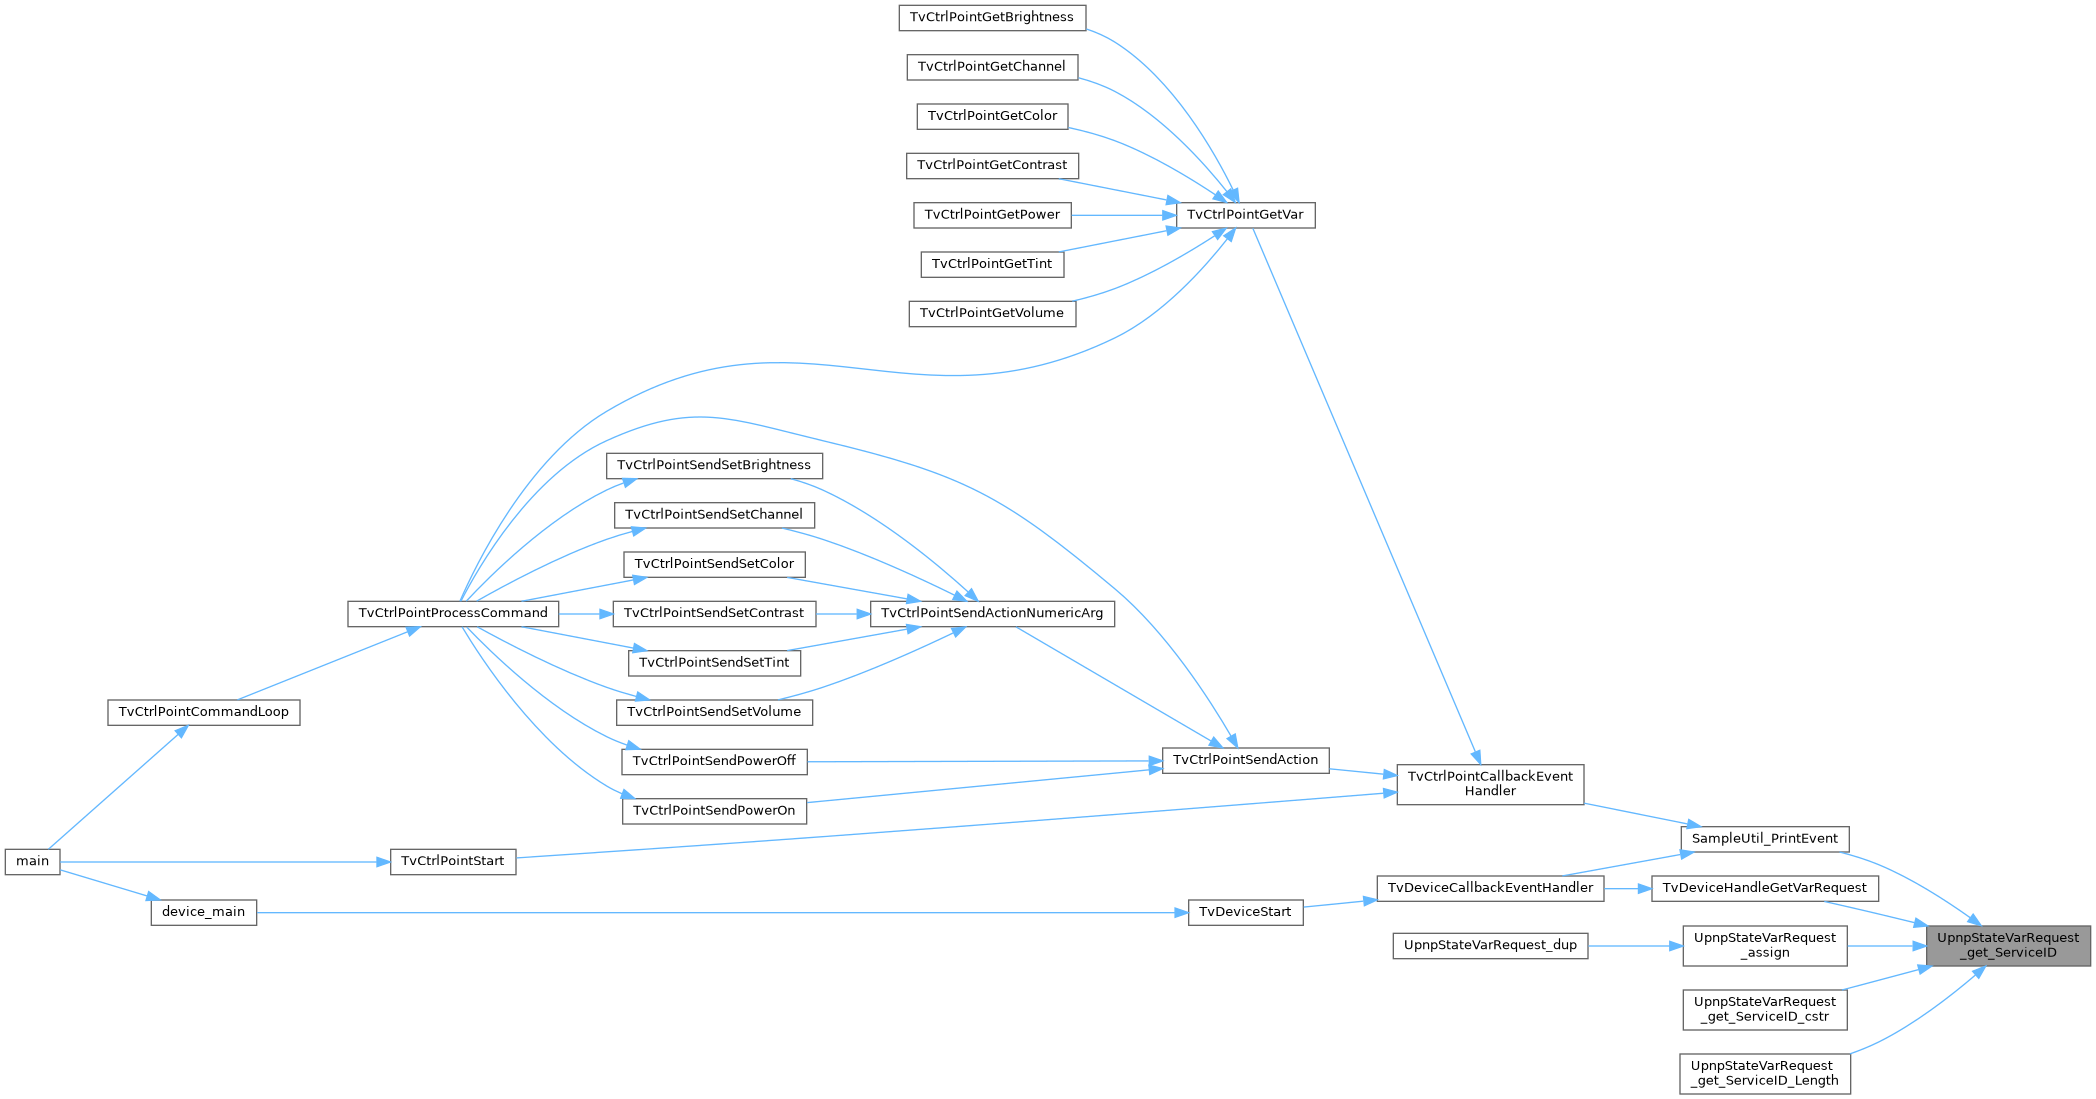 TvCtrlPointGetBrightness
TvCtrlPointGetChannel
TvCtrlPointGetColor
TvCtrlPointGetContrast
TvCtrlPointGetPower
TvCtrlPointGetVar
TvCtrlPointGetTint
TvCtrlPointGetVolume
TvCtrlPointSendSetBrightness
TvCtrlPointSendSetChannel
TvCtrlPointSendSetColor
TvCtrlPointProcessCommand
TvCtrlPointSendSetContrast
TvCtrlPointSendActionNumericArg
TvCtrlPointSendSetTint
TvCtrlPointCommandLoop
TvCtrlPointSendSetVolume
TvCtrlPointSendPowerOff
TvCtrlPointSendAction
TvCtrlPointCallbackEvent
Handler
TvCtrlPointSendPowerOn
SampleUtil_PrintEvent
main
TvCtrlPointStart
TvDeviceCallbackEventHandler
TvDeviceHandleGetVarRequest
device_main
TvDeviceStart
UpnpStateVarRequest_dup
UpnpStateVarRequest
_assign
UpnpStateVarRequest
_get_ServiceID
UpnpStateVarRequest
_get_ServiceID_cstr
UpnpStateVarRequest
_get_ServiceID_Length